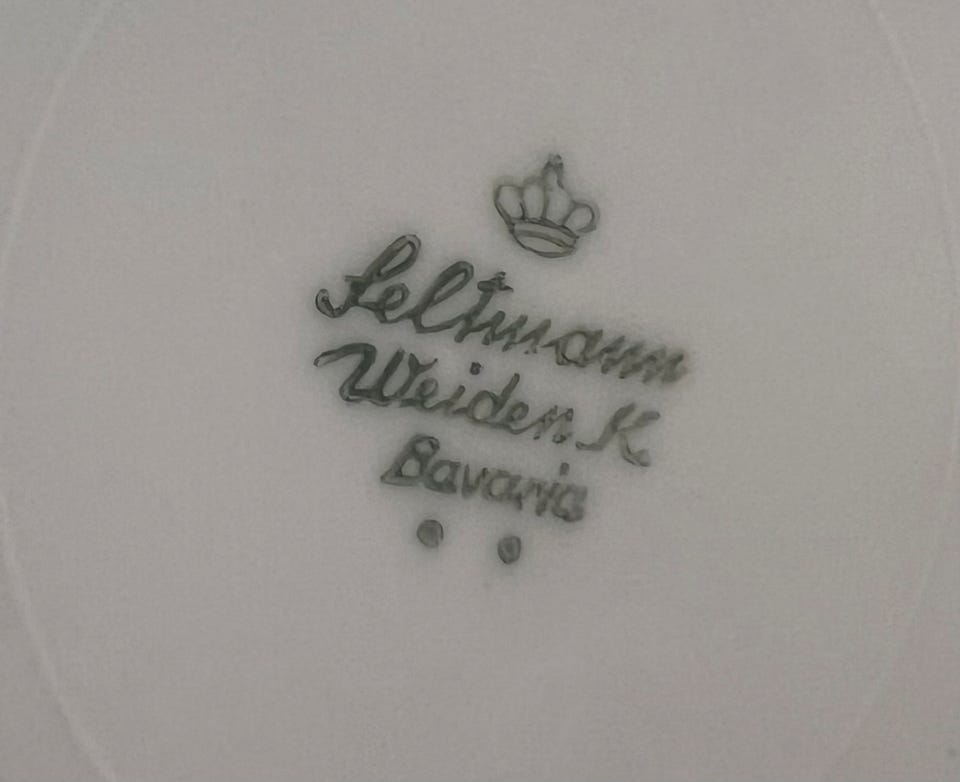 Seltmann
Weiden K
Bavaria